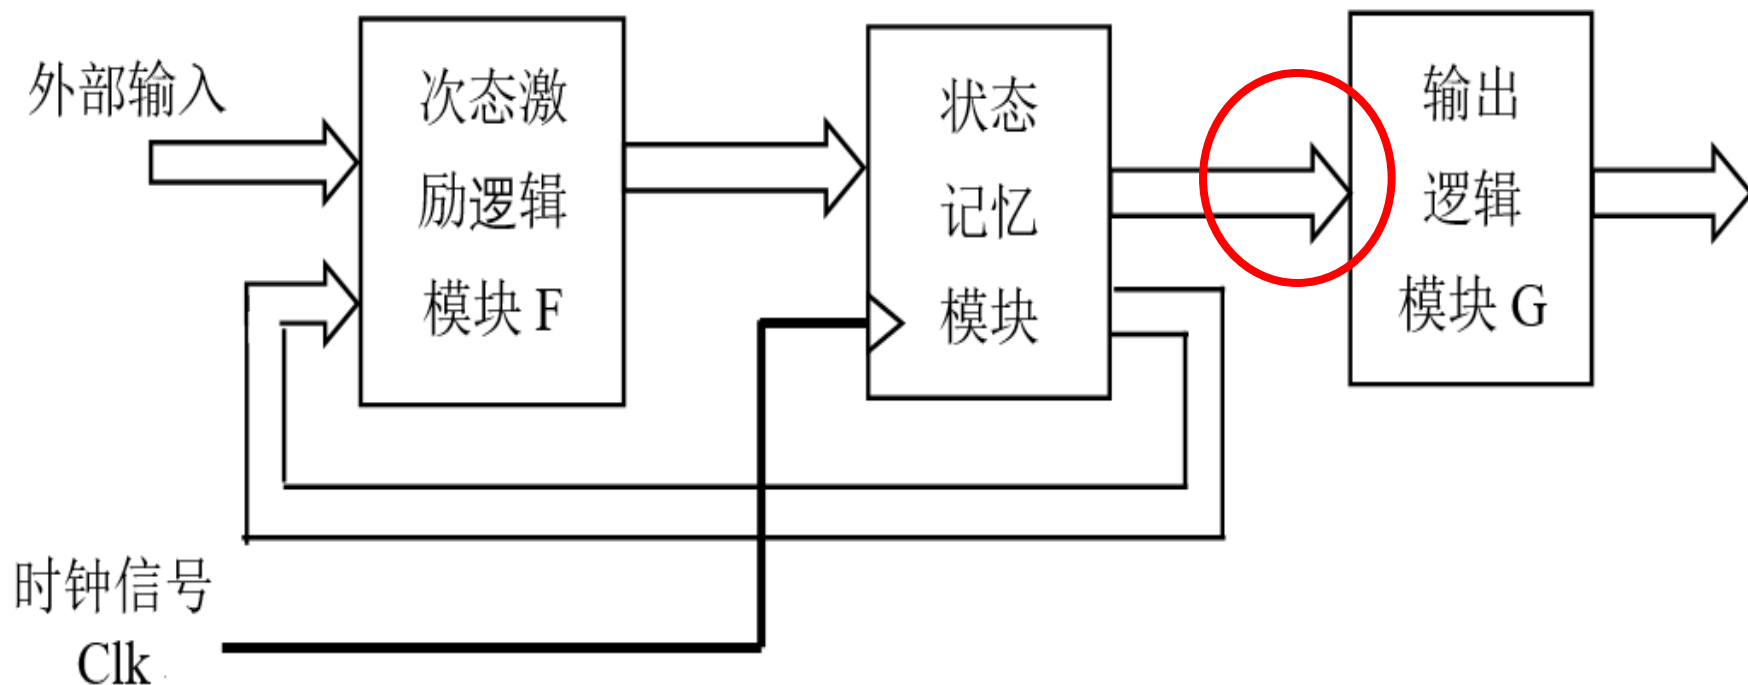 外部输入
次态激
励逻辑
模块 F
状态
记忆
模块
输出
逻辑
模块 G
时钟信号
Clk